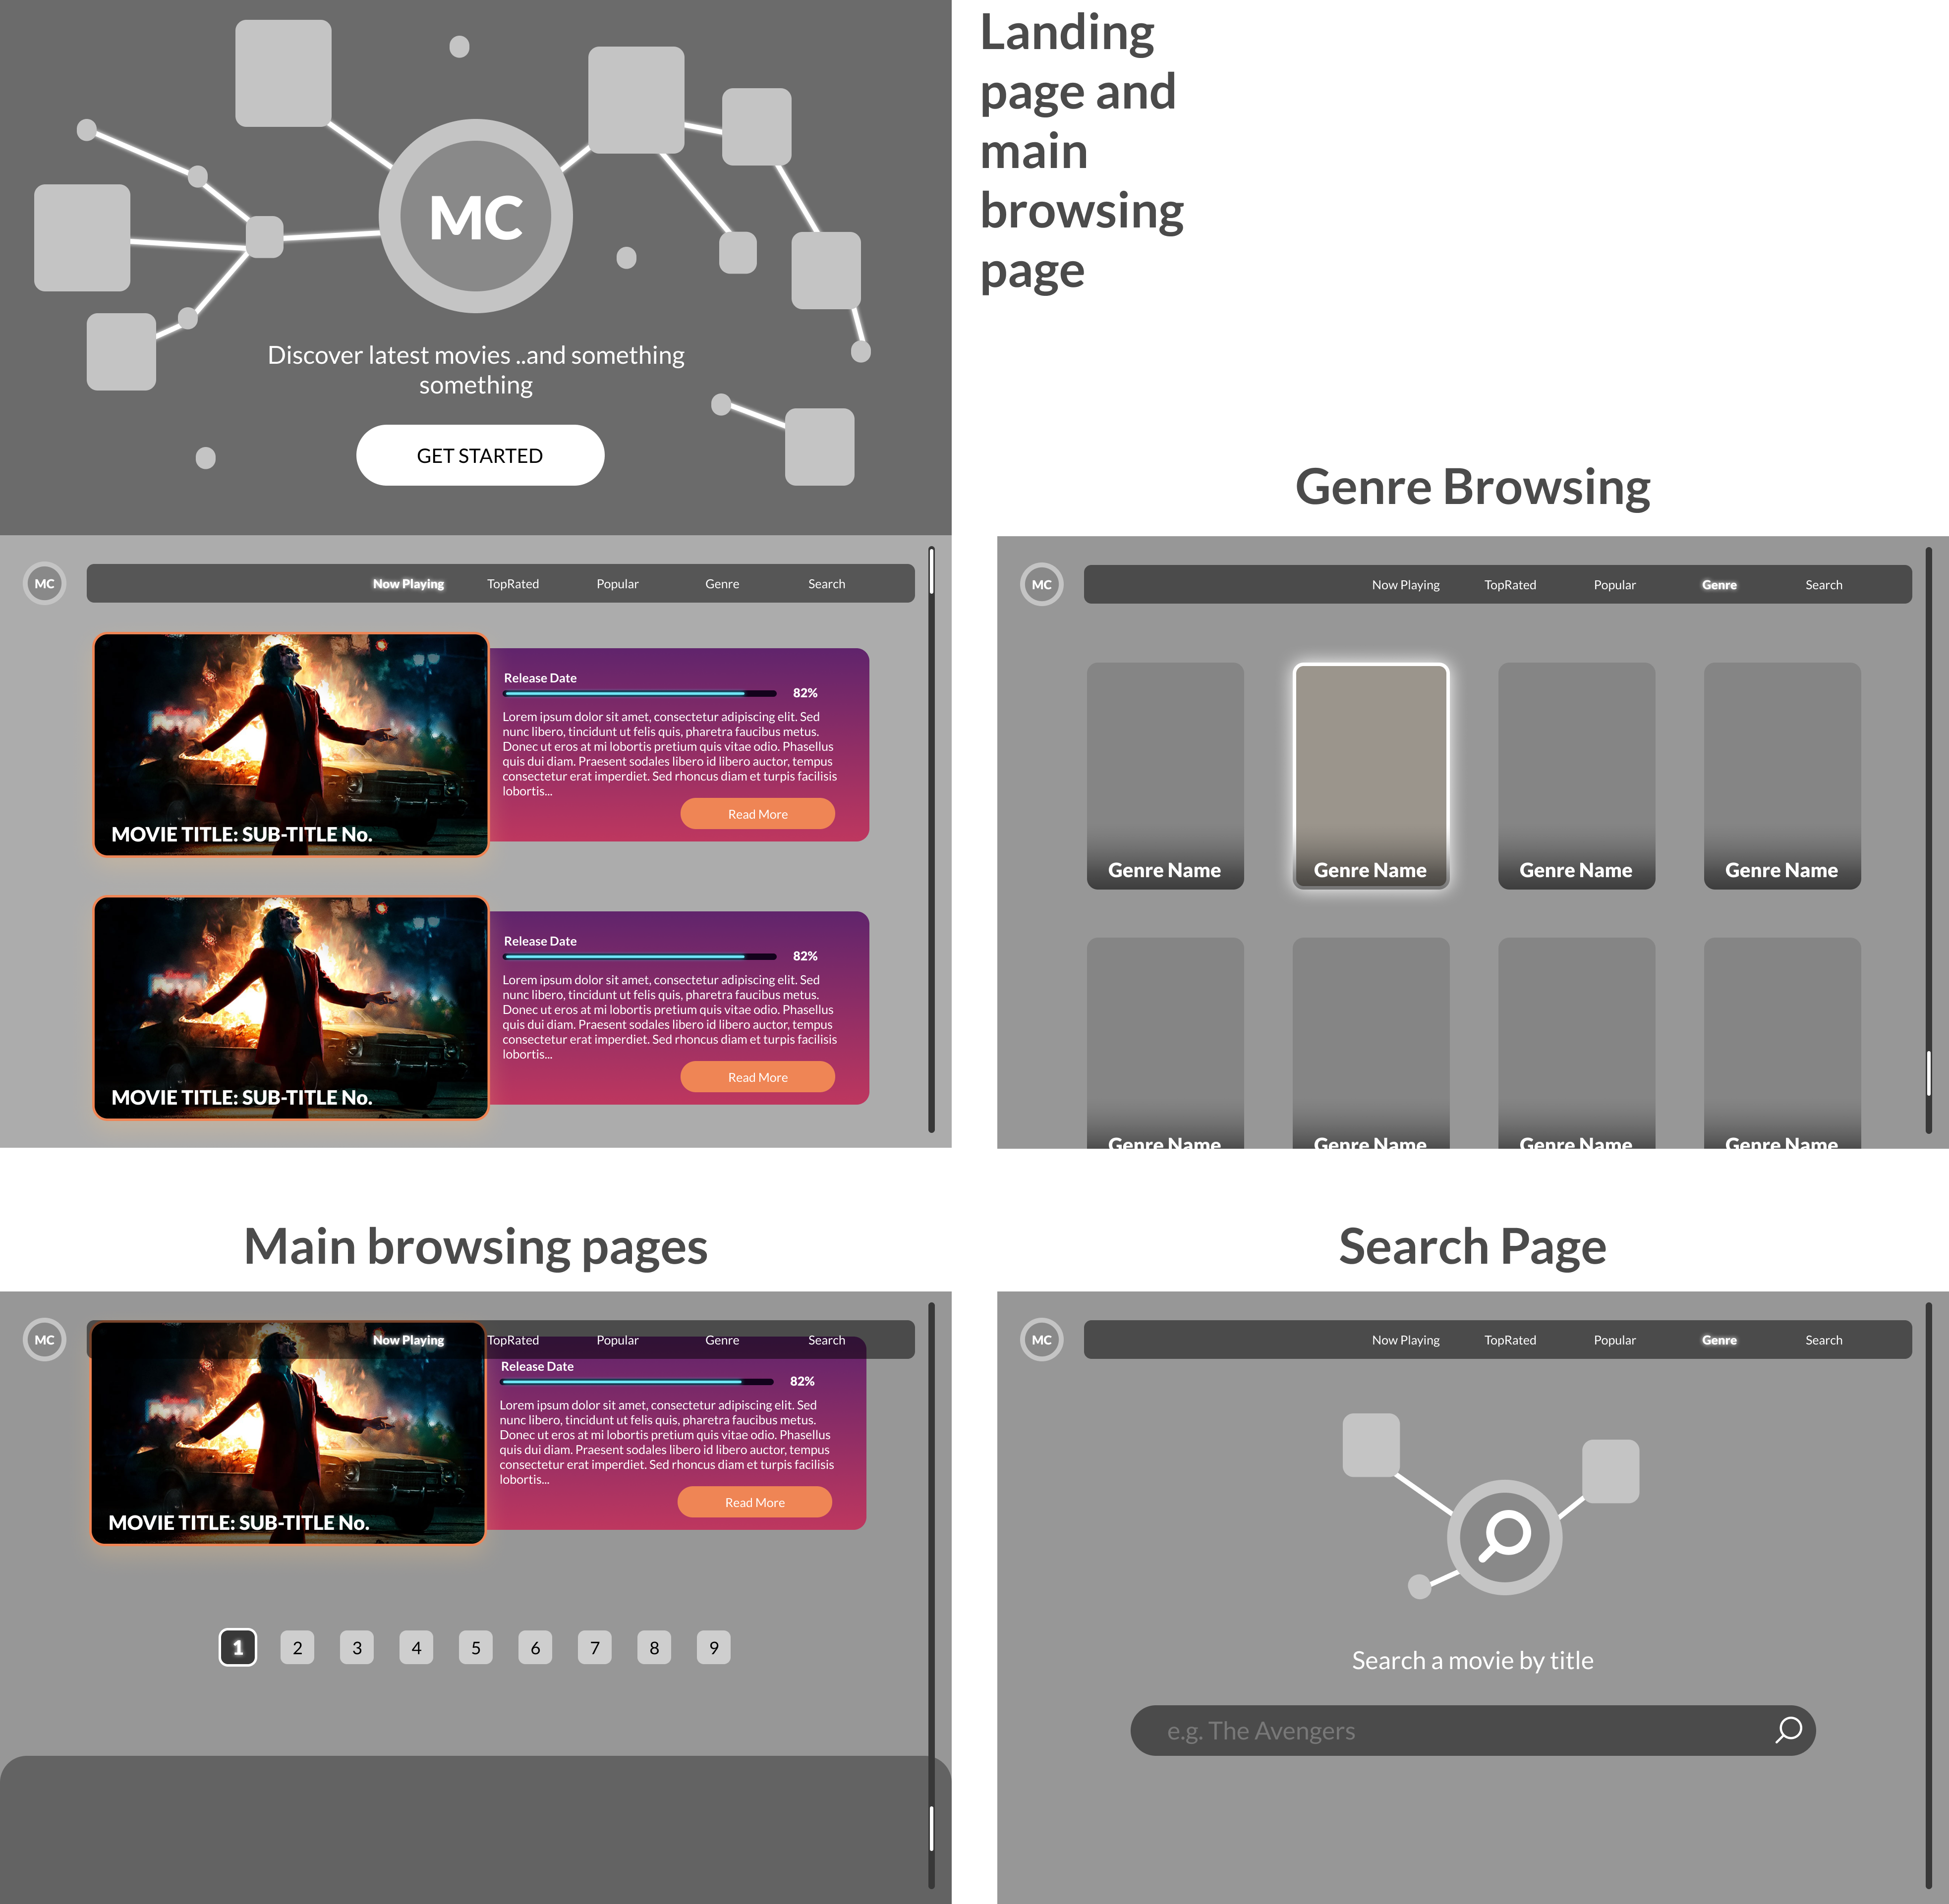 MC
Discover latest movies ..and something
something
GET STARTED
Landing
page and
main
browsing
page
MC
Now Playing TopRated Popular Genre Search
Release Date
82%
Lorem ipsum dolor sit amet, consectetur adipiscing elit. Sed
nunc libero, tincidunt ut felis quis, pharetra faucibus metus.
Donec ut eros at mi lobortis pretium quis vitae odio. Phasellus
quis dui diam. Praesent sodales libero id libero auctor, tempus
consectetur erat imperdiet. Sed rhoncus diam et turpis facilisis
lobortis...
Read More
MOVIE TITLE: SUB-TITLE No.
Release Date
82%
Lorem ipsum dolor sit amet, consectetur adipiscing elit. Sed
nunc libero, tincidunt ut felis quis, pharetra faucibus metus.
Donec ut eros at mi lobortis pretium quis vitae odio. Phasellus
quis dui diam. Praesent sodales libero id libero auctor, tempus
consectetur erat imperdiet. Sed rhoncus diam et turpis facilisis
lobortis...
Read More
MOVIE TITLE: SUB-TITLE No.
Genre Browsing
MC
Now Playing TopRated Popular Genre Search
Genre Name Genre Name Genre Name Genre Name
Genre Name Genre Name Genre Name Genre Name
Main browsing pages
MC
Now Playing TopRated Popular Genre Search
Release Date
82%
Lorem ipsum dolor sit amet, consectetur adipiscing elit. Sed
nunc libero, tincidunt ut felis quis, pharetra faucibus metus.
Donec ut eros at mi lobortis pretium quis vitae odio. Phasellus
quis dui diam. Praesent sodales libero id libero auctor, tempus
consectetur erat imperdiet. Sed rhoncus diam et turpis facilisis
lobortis...
Read More
MOVIE TITLE: SUB-TITLE No.
1 2 3 4 5 6 7 8 9
Search Page
MC
Now Playing TopRated Popular Genre Search
Search a movie by title
e.g. The Avengers